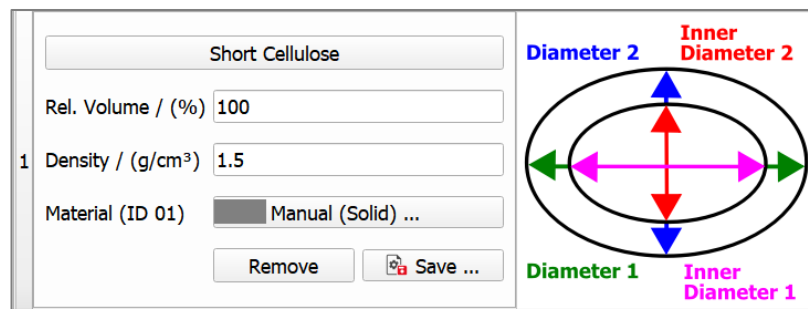 1
Short Cellulose
Rel. Volume / (%) 100
Density / (g/cm³) 1.5
Material (ID 01) Manual (Solid) ...
Remove Save ...
Diameter 2
Inner
Diameter 2
Diameter 1
Inner
Diameter 1